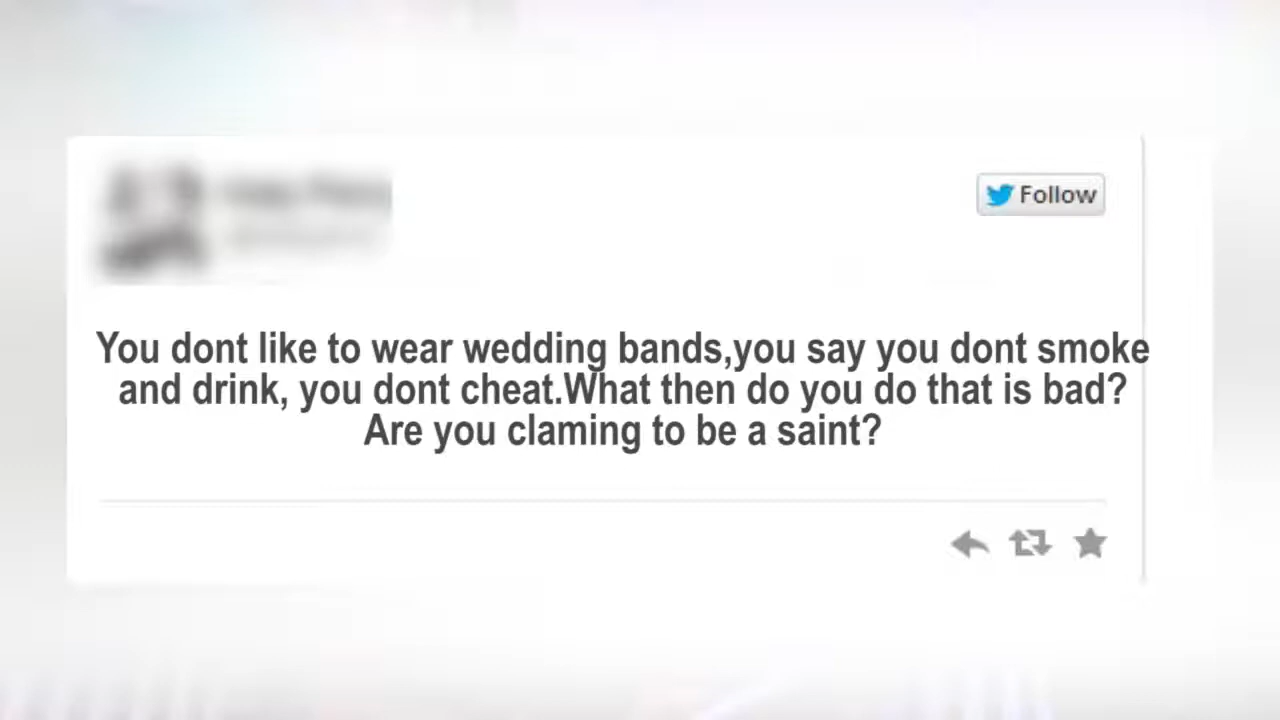 Follow
You dont like to wear wedding bands,you say you dont smoke
and drink, you dont cheat.What then do you do that is bad?
Are you claming to be a saint?